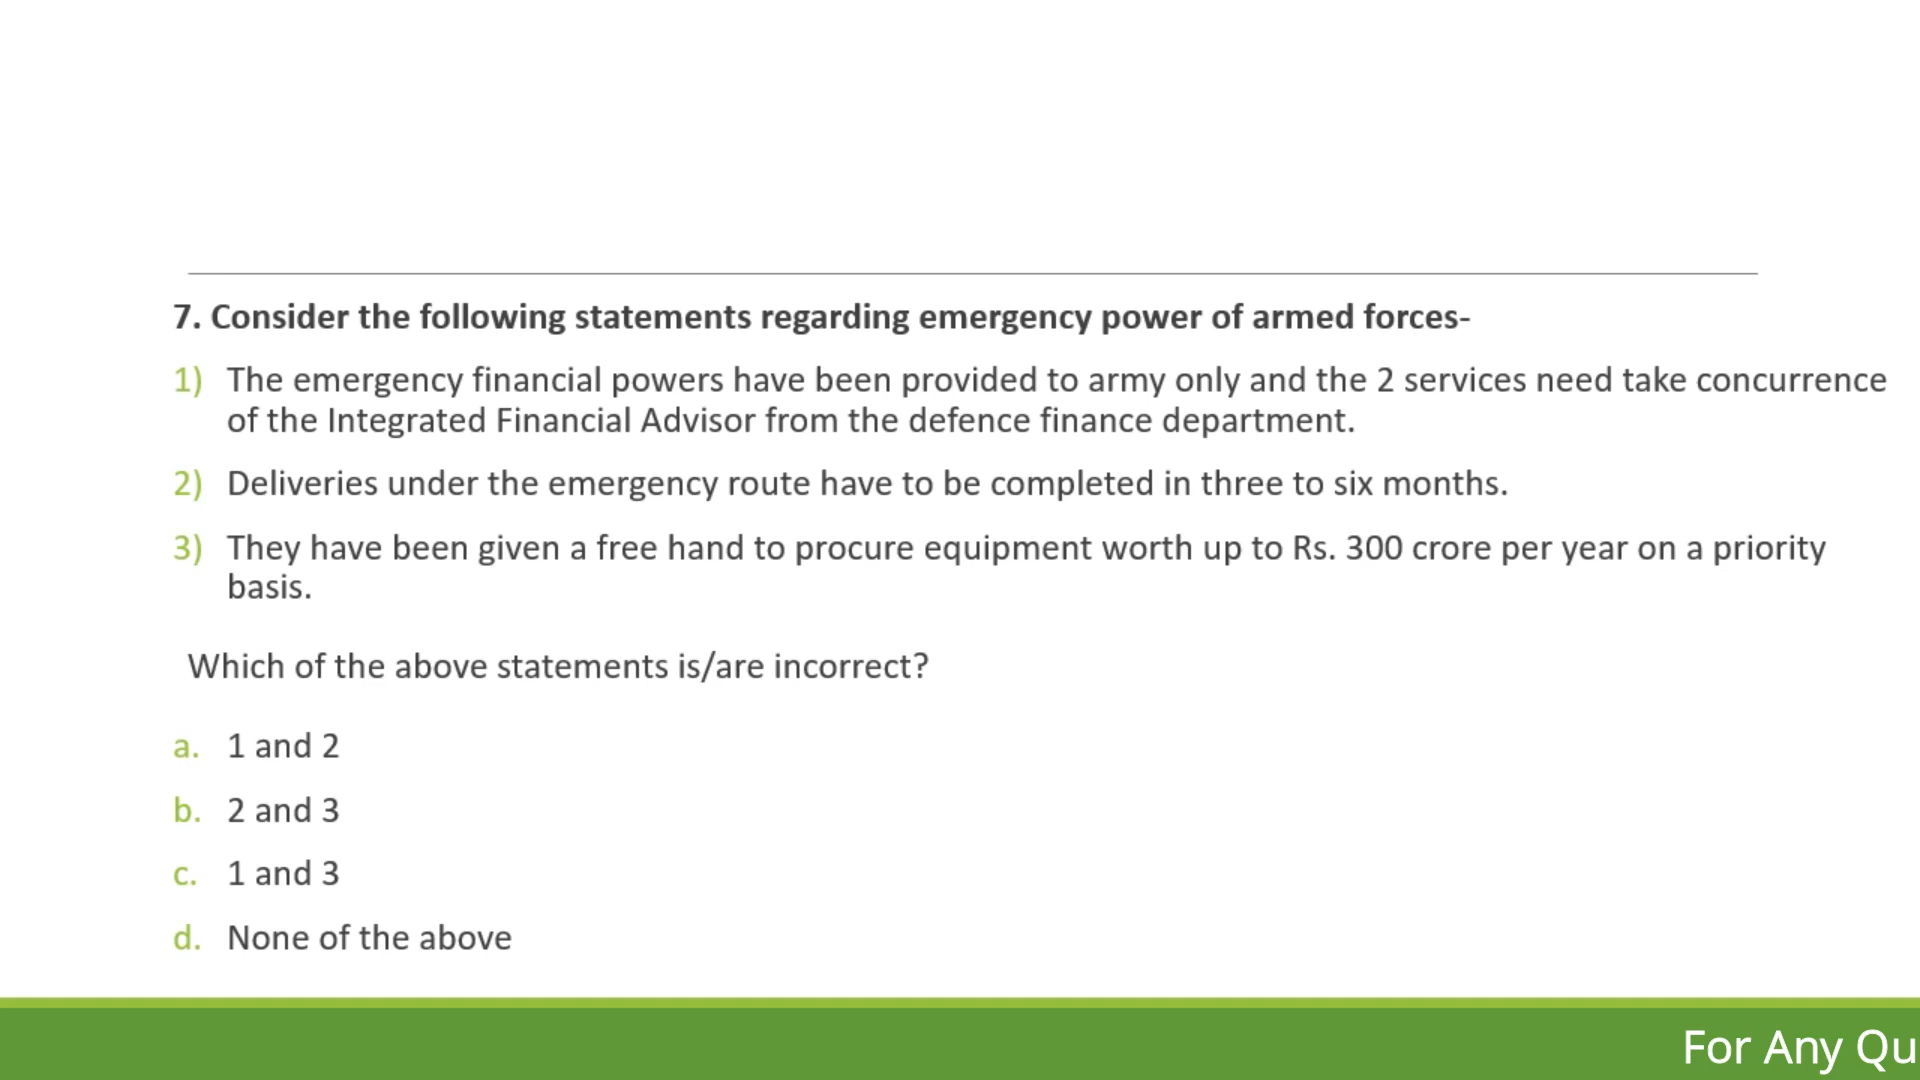 7. Consider the following statements regarding emergency power of armed forces-
1) The emergency financial powers have been provided to army only and the 2 services need take concurrence
of the Integrated Financial Advisor from the defence finance department.
2) Deliveries under the emergency route have to be completed in three to six months.
3) They have been given a free hand to procure equipment worth up to Rs. 300 crore per year on a priority
basis.
Which of the above statements is/are incorrect?
a. 1 and 2
b. 2 and 3
c. 1 and 3
d. None of the above
For Any Qu